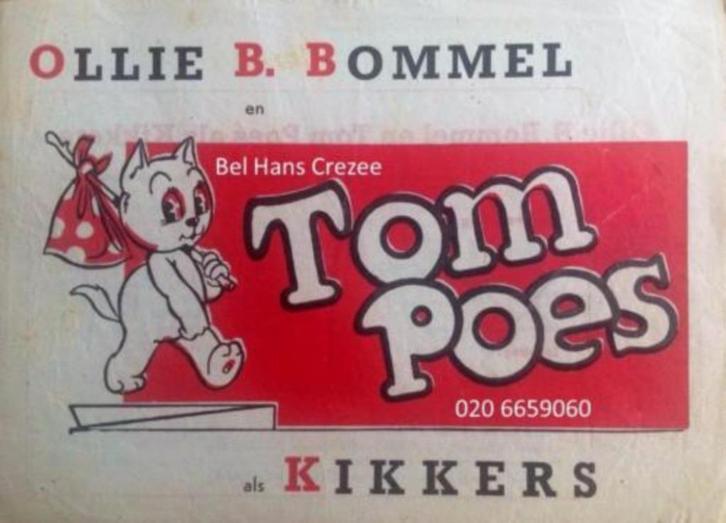 OLLIE B. BOMMEL
en
Bel Hans Crezee
Tom
Poes
020 6659060
als KIKKERS